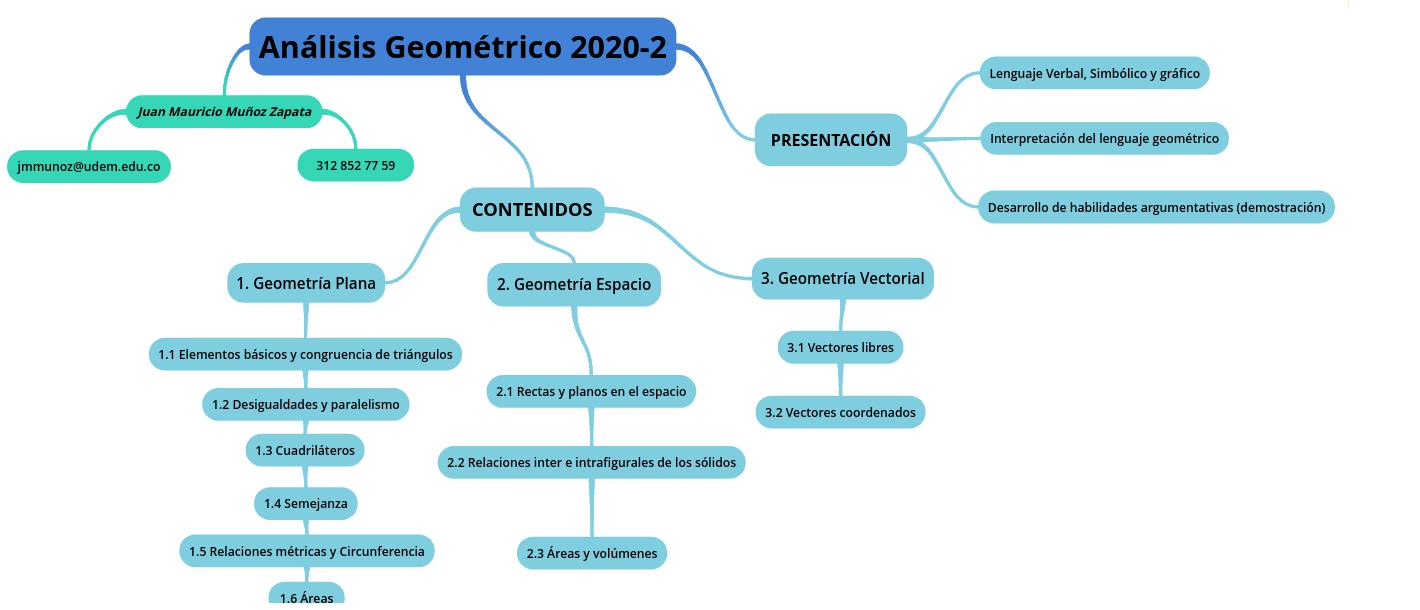 Análisis Geométrico 2020-2
Juan Mauricio Muñoz Zapata
jmmunoz@udem.edu.co
312 852 77 59
PRESENTACIÓN
Lenguaje Verbal, Simbólico y gráfico
Interpretación del lenguaje geométrico
Desarrollo de habilidades argumentativas (demostración)
CONTENIDOS
1. Geometría Plana
1.1 Elementos básicos y congruencia de triángulos
1.2 Desigualdades y paralelismo
1.3 Cuadriláteros
1.4 Semejanza
1.5 Relaciones métricas y Circunferencia
1.6 Áreas
2. Geometría Espacio
2.1 Rectas y planos en el espacio
2.2 Relaciones inter e intrafigurales de los sólidos
2.3 Áreas y volúmenes
3. Geometría Vectorial
3.1 Vectores libres
3.2 Vectores coordenados